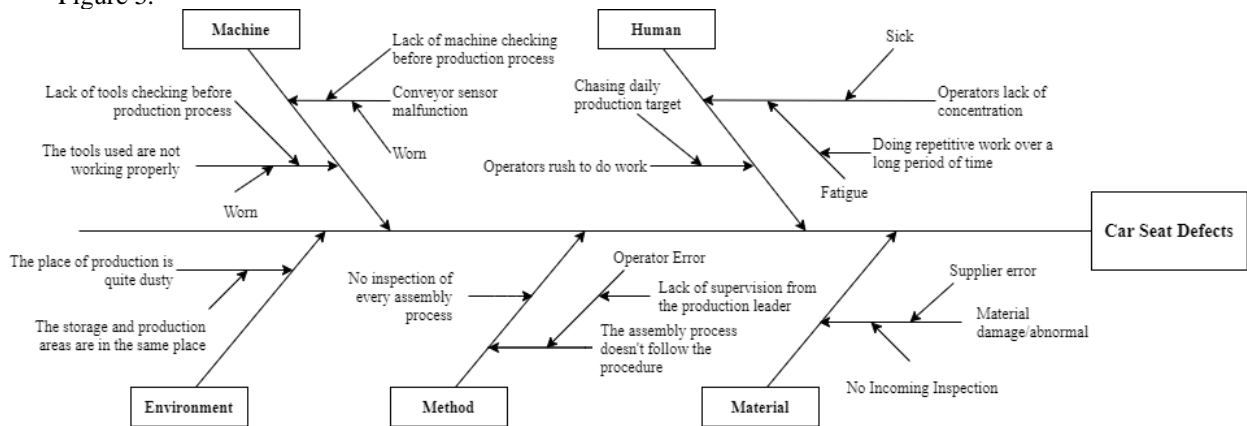 Figure 3.
Machine
Human
Lack of machine checking
before production process
Sick
Lack of tools checking before
production process
Conveyor sensor
malfunction
Chasing daily
production target
Operators lack of
concentration
The tools used are not
working properly
Worn
Operators rush to do work
Doing repetitive work over a
long period of time
Fatigue
Worn
Car Seat Defects
The place of production is
quite dusty
No inspection of
every assembly
process
Operator Error
Lack of supervision from
the production leader
Supplier error
Material
damage/abnormal
The storage and production
areas are in the same place
The assembly process
doesn't follow the
procedure
No Incoming Inspection
Environment
Method
Material